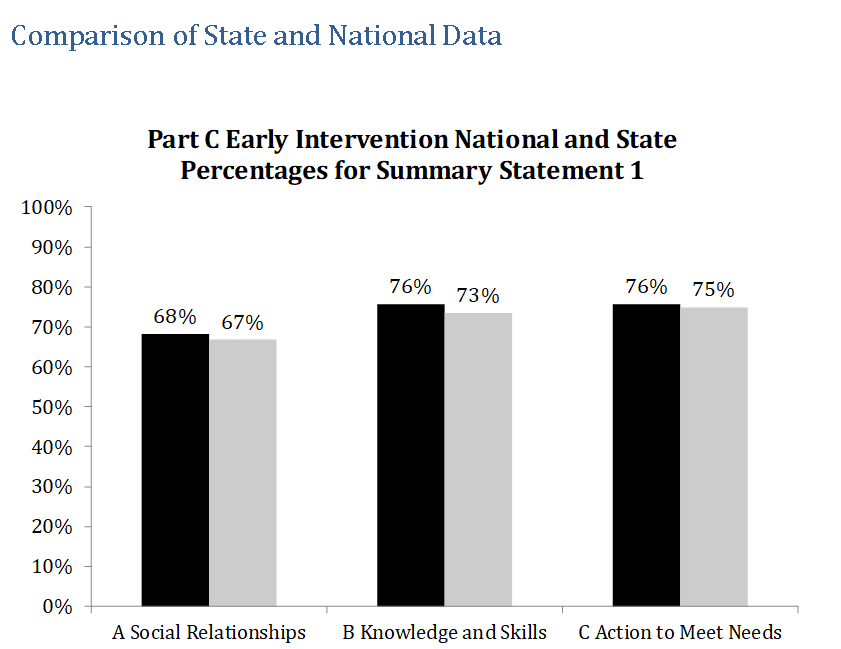 Comparison of State and National Data
Part C Early Intervention National and State
Percentages for Summary Statement 1
100%
90%
80%
70%
60%
50%
40%
30%
20%
10%
0%
68%
67%
76%
73%
76%
75%
A Social Relationships
B Knowledge and Skills
C Action to Meet Needs